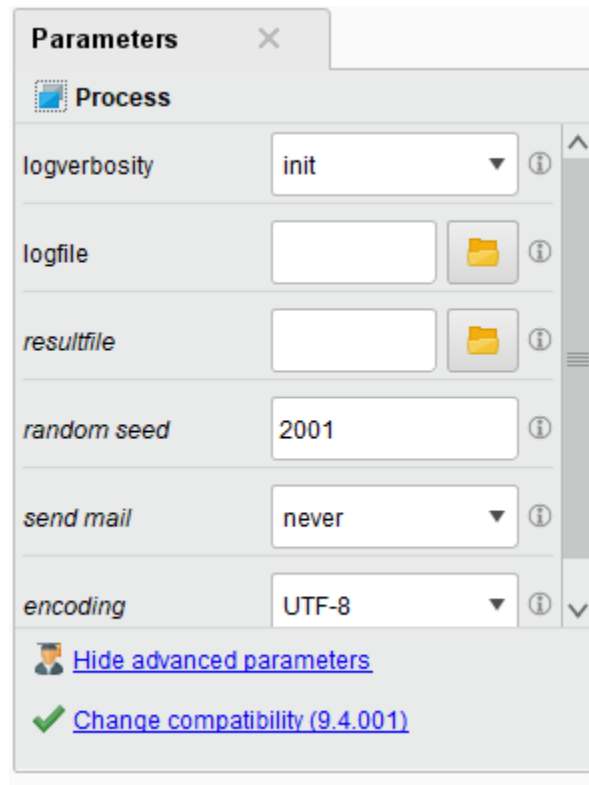 Parameters
Process
logverbosity init
logfile
resultfile
random seed 2001
send mail never
encoding UTF-8
Hide advanced parameters
Change compatibility (9.4.001)